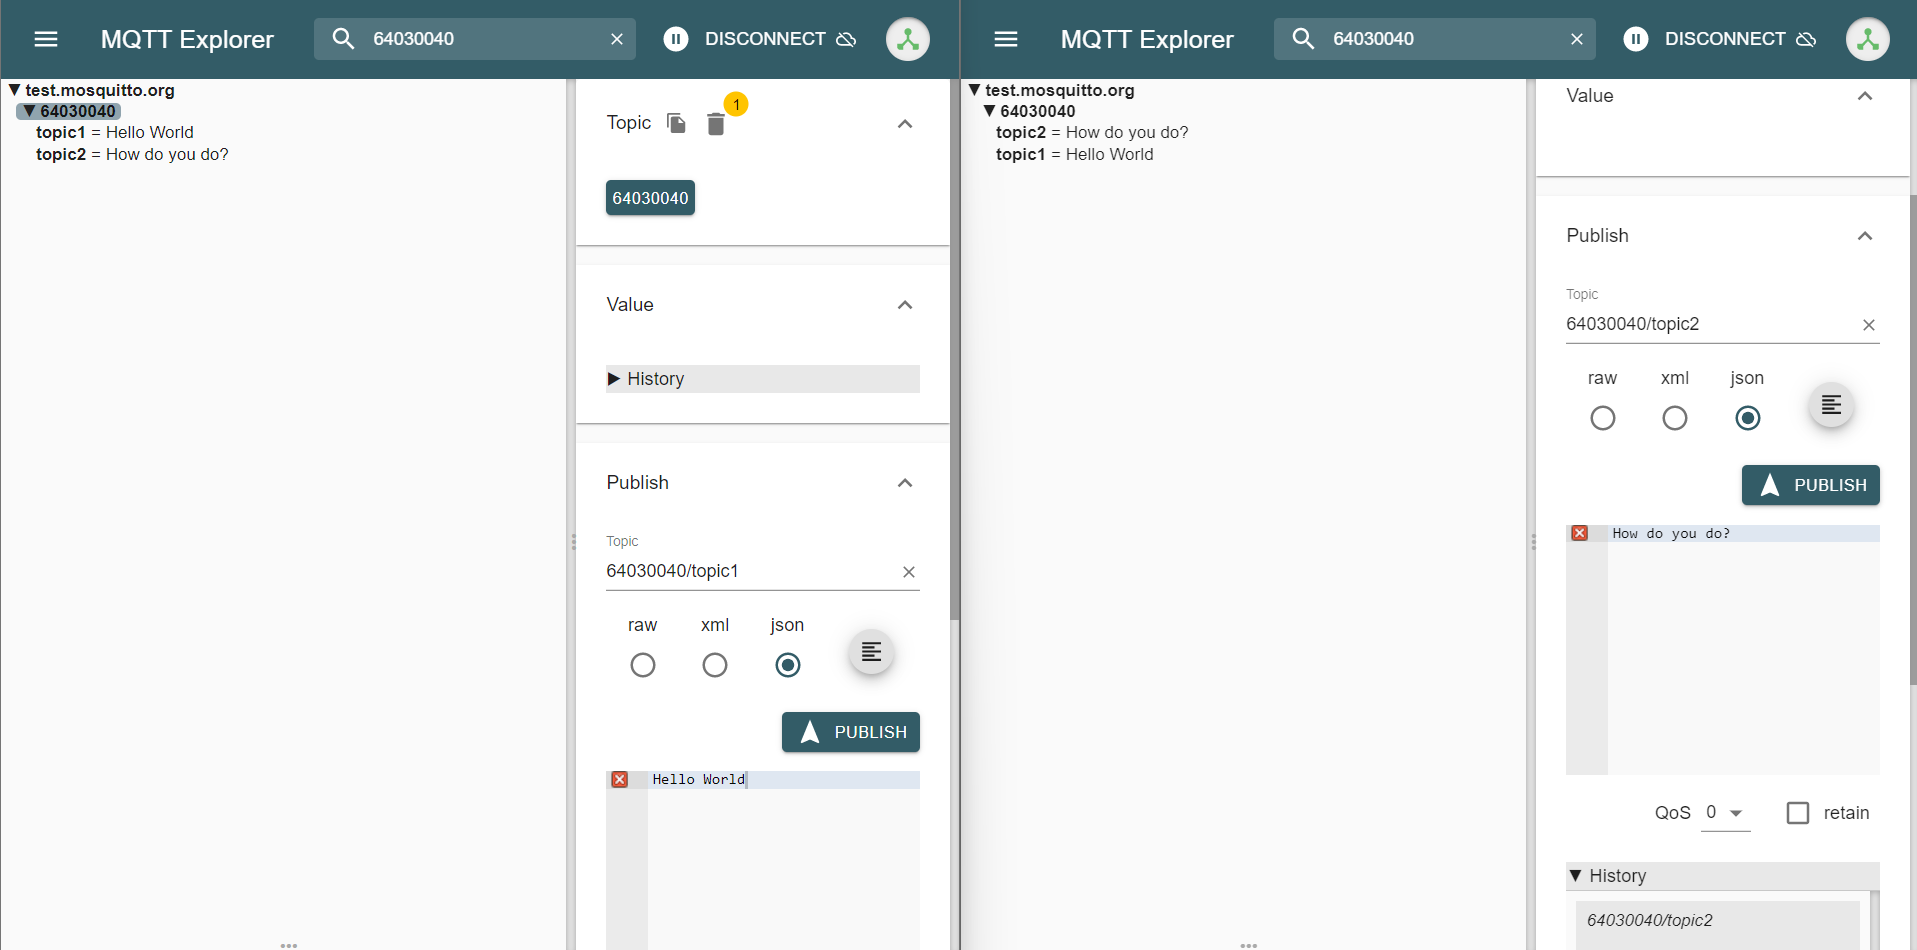 MQTT Explorer
64030040
DISCONNECT
test.mosquitto.org
64030040
topic1 = Hello World
topic2 = How do you do?
Topic
1
64030040
Value
History
Publish
Topic
64030040/topic1
raw xml json
PUBLISH
Hello World
MQTT Explorer
64030040
DISCONNECT
test.mosquitto.org
64030040
topic2 = How do you do?
topic1 = Hello World
Value
Publish
Topic
64030040/topic2
raw xml json
PUBLISH
How do you do?
QoS 0 retain
History
64030040/topic2